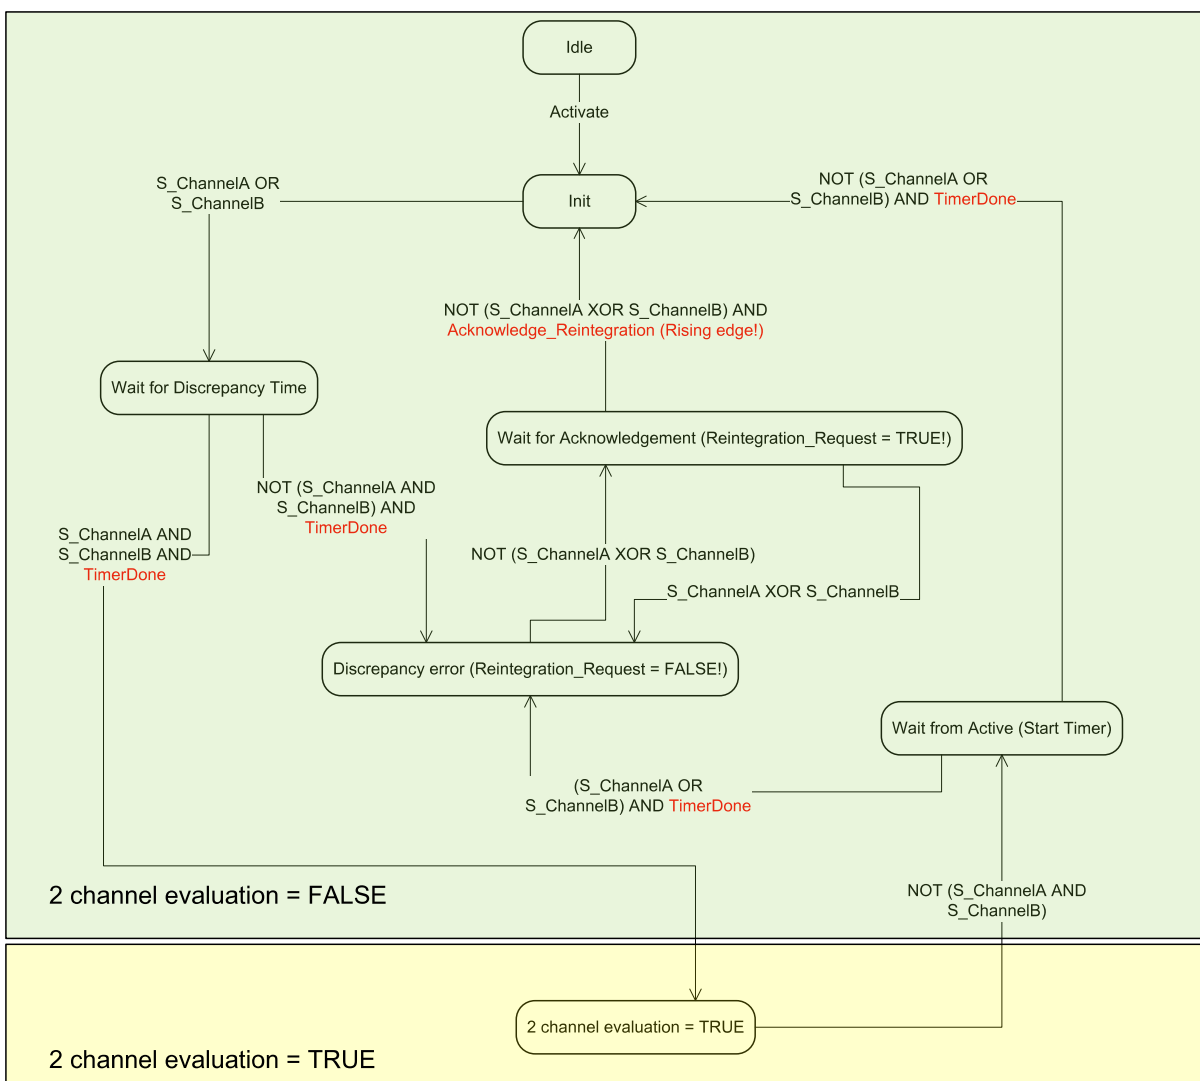 Idle
Activate
S_ChannelA OR
S_ChannelB
Init
NOT (S_ChannelA OR
S_ChannelB) AND TimerDone
NOT (S_ChannelA XOR S_ChannelB) AND
Acknowledge_Reintegration (Rising edge!)
Wait for Discrepancy Time
Wait for Acknowledgement (Reintegration_Request = TRUE!)
NOT (S_ChannelA AND
S_ChannelB) AND
TimerDone
S_ChannelA AND
S_ChannelB AND
TimerDone
NOT (S_ChannelA XOR S_ChannelB)
S_ChannelA XOR S_ChannelB
Discrepancy error (Reintegration_Request = FALSE!)
Wait from Active (Start Timer)
(S_ChannelA OR
S_ChannelB) AND TimerDone
2 channel evaluation = FALSE
NOT (S_ChannelA AND
S_ChannelB)
2 channel evaluation = TRUE
2 channel evaluation = TRUE